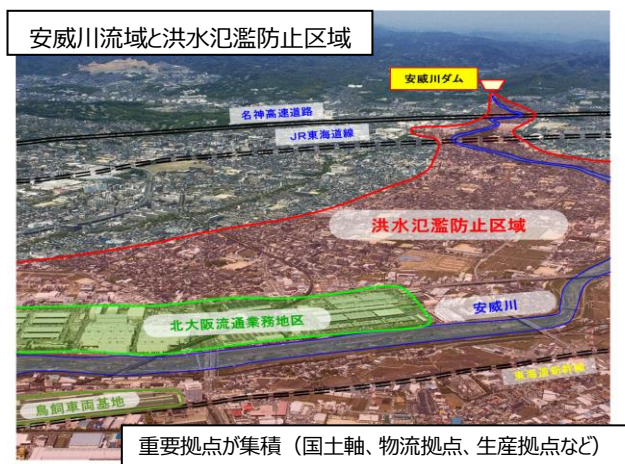 安威川流域と洪水氾濫防止区域
安威川ダム
名神高速道路
JR東海道線
洪水氾濫防止区域
安威川
北大阪流通業務地区
東海道新幹線
鳥飼車両基地
重要拠点が集積（国土軸、物流拠点、生産拠点など）